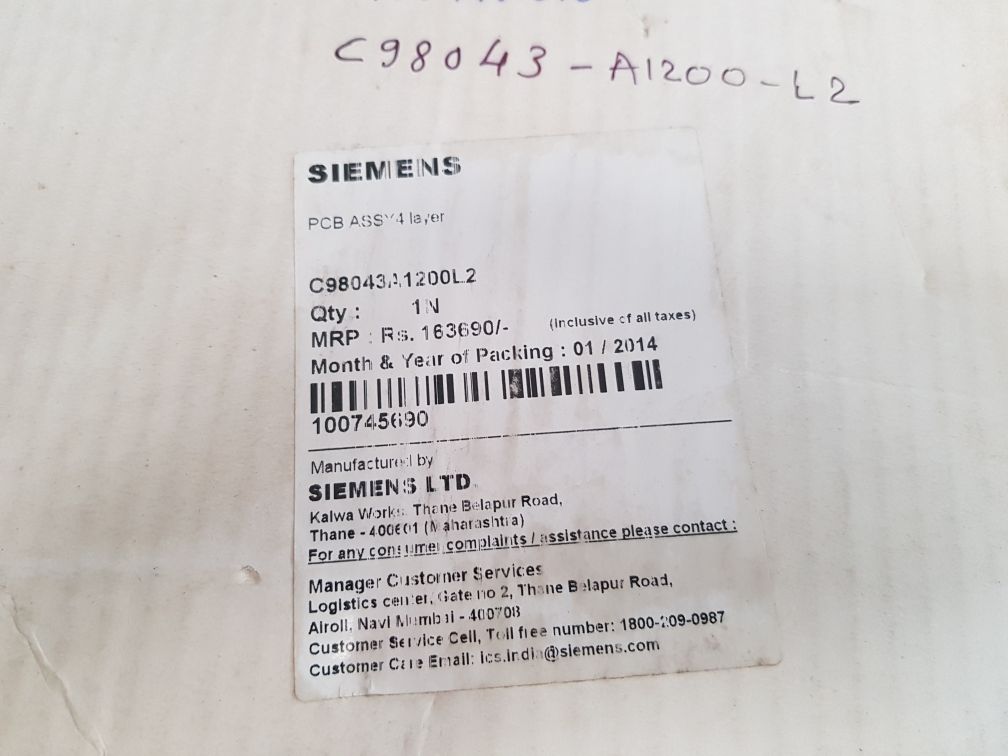 C98043-A1200-L2
SIEMENS
PCB ASSY4 layer
C98043A1200L2
Qty : 1N
MRP : Rs. 163690/- (Inclusive of all taxes)
Month & Year of Packing : 01 / 2014
100745690
Manufactured by
SIEMENS LTD.
Kalwa Works, Thane Belapur Road,
Thane - 400601 (Maharashtra)
For any consumer complaints / assistance please contact :
Manager Customer Services
Logistics center, Gate no 2, Thane Belapur Road,
Airoli, Navi Mumbai - 400708
Customer Service Cell, Toll free number: 1800-209-0987
Customer Care Email: ics.india@siemens.com